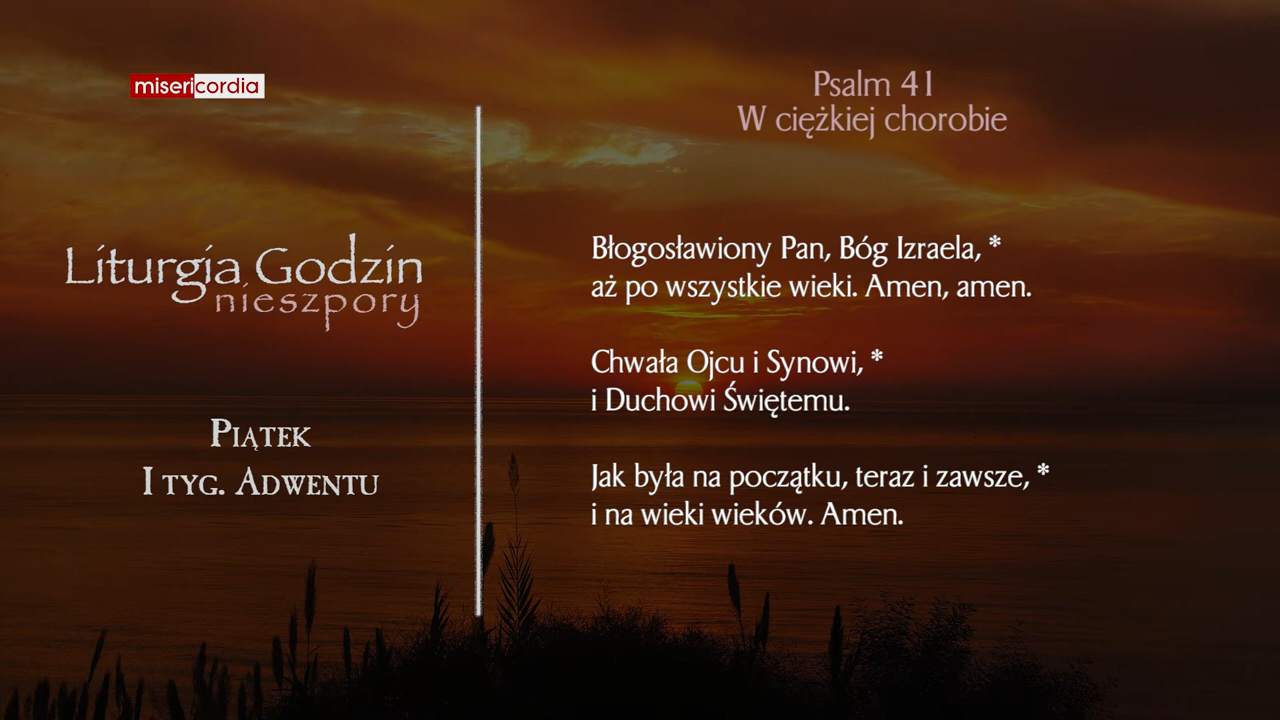 misericordia
Liturgia Godzin
nieszpory
Piątek
I tyg. Adwentu
Psalm 41
W ciężkiej chorobie
Błogosławiony Pan, Bóg Izraela, *
aż po wszystkie wieki. Amen, amen.
Chwała Ojcu i Synowi, *
i Duchowi Świętemu.
Jak była na początku, teraz i zawsze, *
i na wieki wieków. Amen.